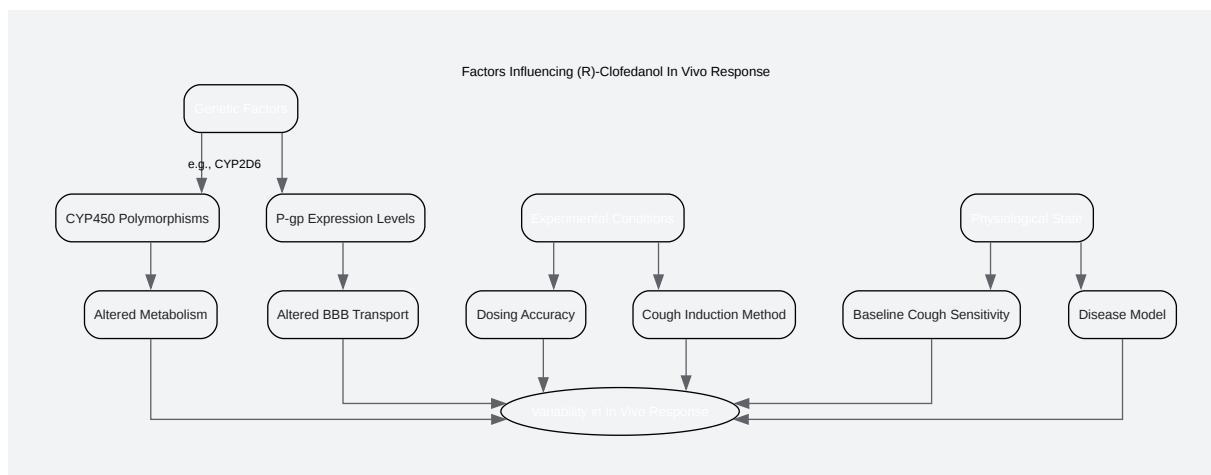 Factors Influencing (R)-Clofedanol In Vivo Response
Genetic Factors
e.g., CYP2D6
CYP450 Polymorphisms
P-gp Expression Levels
Experimental Conditions
Physiological State
Altered Metabolism
Altered BBB Transport
Dosing Accuracy
Cough Induction Method
Baseline Cough Sensitivity
Disease Model
Variability in In Vivo Response